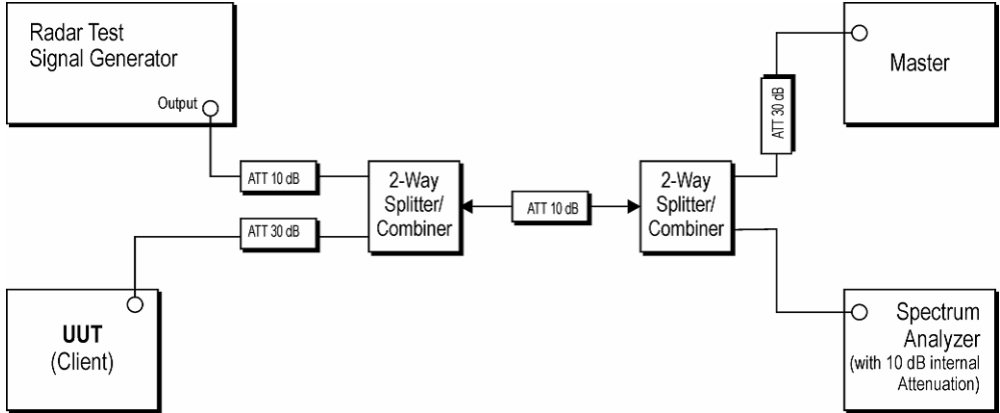 Radar Test
Signal Generator
Output
ATT 10 dB
ATT 30 dB
2-Way
Splitter/
Combiner
ATT 10 dB
2-Way
Splitter/
Combiner
ATT 30 dB
Master
UUT
(Client)
Spectrum
Analyzer
(with 10 dB internal
Attenuation)